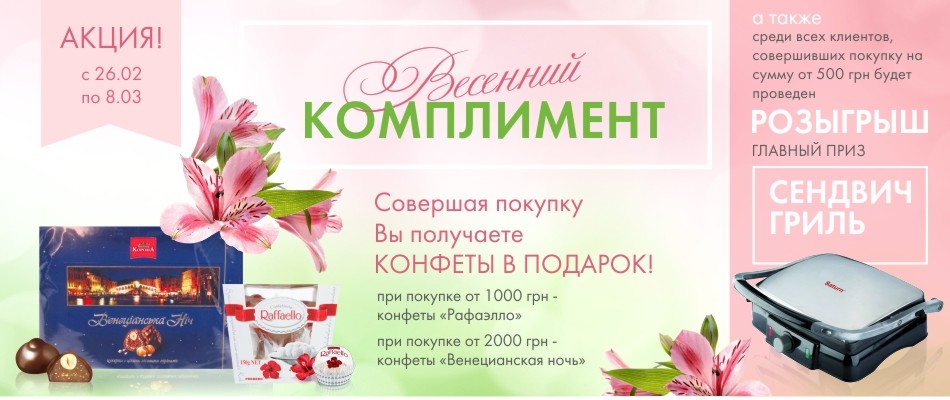 АКЦИЯ!
с 26.02
по 8.03
Весенний
КОМПЛИМЕНТ
Совершая покупку
Вы получаете
КОНФЕТЫ В ПОДАРОК!
при покупке от 1000 грн -
конфеты «Рафаэлло»
при покупке от 2000 грн -
конфеты «Венецианская ночь»
а также
среди всех клиентов,
совершивших покупку на
сумму от 500 грн будет
проведен
РОЗЫГРЫШ
ГЛАВНЫЙ ПРИЗ
СЕНДВИЧ
ГРИЛЬ
КОРОНА
Венеціанська Ніч
Raffaello
Raffaello
Saturn